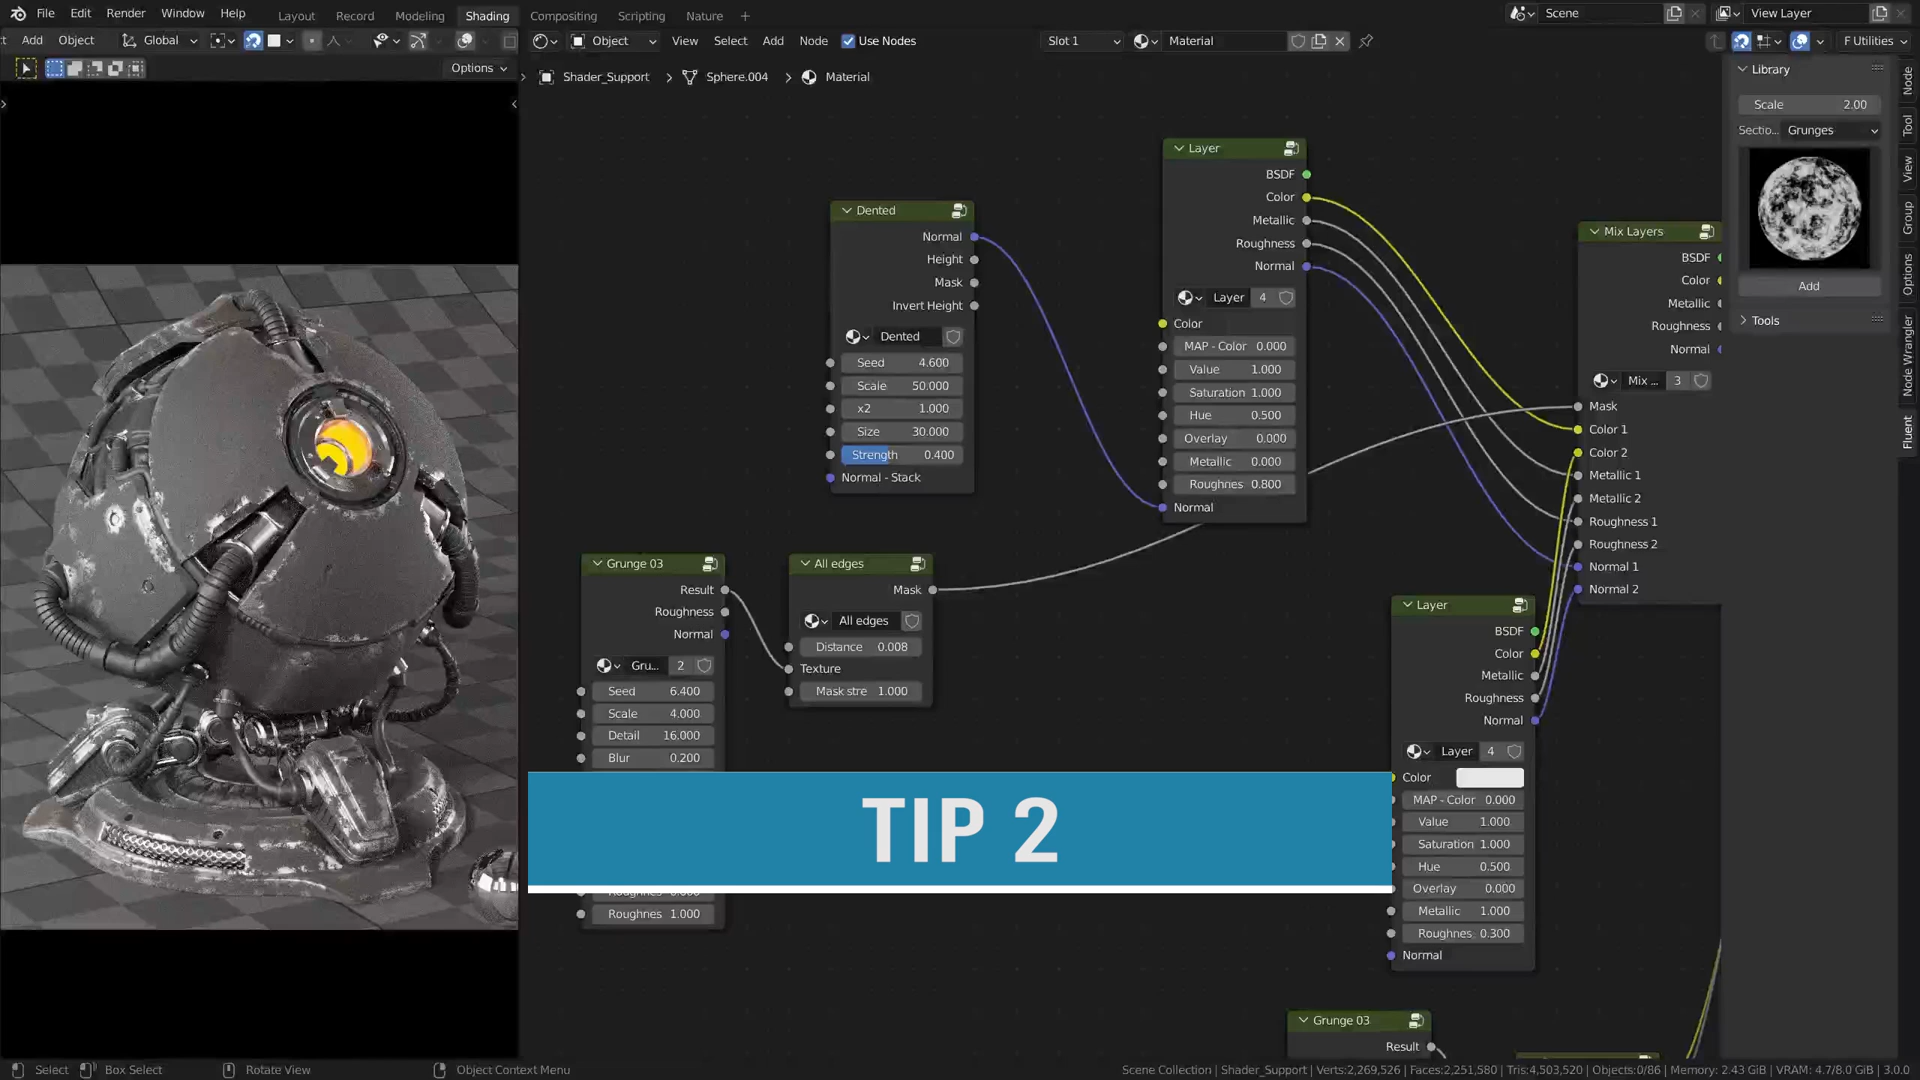 File Edit Render Window Help Layout Record Modeling Shading Compositing Scripting Nature + Scene View Layer
Add Object Global Object View Select Add Node Use Nodes Slot 1 Material F Utilities
Options
Shader_Support > Sphere.004 > Material
Library
Scale 2.00
Sectio... Grunges
Add
Tools
Node
Tool
View
Group
Options
Node Wrangler
Fluent
Dented
Normal
Height
Mask
Invert Height
Dented
Seed 4.600
Scale 50.000
x2 1.000
Size 30.000
Strength 0.400
Normal - Stack
Layer
BSDF
Color
Metallic
Roughness
Normal
Layer 4
Color
MAP - Color 0.000
Value 1.000
Saturation 1.000
Hue 0.500
Overlay 0.000
Metallic 0.000
Roughnes 0.800
Normal
Mix Layers
BSDF
Color
Metallic
Roughness
Normal
Mix ... 3
Mask
Color 1
Color 2
Metallic 1
Metallic 2
Roughness 1
Roughness 2
Normal 1
Normal 2
Grunge 03
Result
Roughness
Normal
Gru... 2
Seed 6.400
Scale 4.000
Detail 16.000
Blur 0.200
Roughnes 1.000
All edges
Mask
All edges
Distance 0.008
Texture
Mask stre 1.000
Layer
BSDF
Color
Metallic
Roughness
Normal
Layer 4
Color
MAP - Color 0.000
Value 1.000
Saturation 1.000
Hue 0.500
Overlay 0.000
Metallic 1.000
Roughnes 0.300
Normal
TIP 2
Grunge 03
Result
Select Box Select Rotate View Object Context Menu
Scene Collection | Shader_Support | Verts:2,269,526 | Faces:2,251,580 | Tris:4,503,520 | Objects:0/86 | Memory: 2.43 GiB | VRAM: 4.7/8.0 GiB | 3.0.0